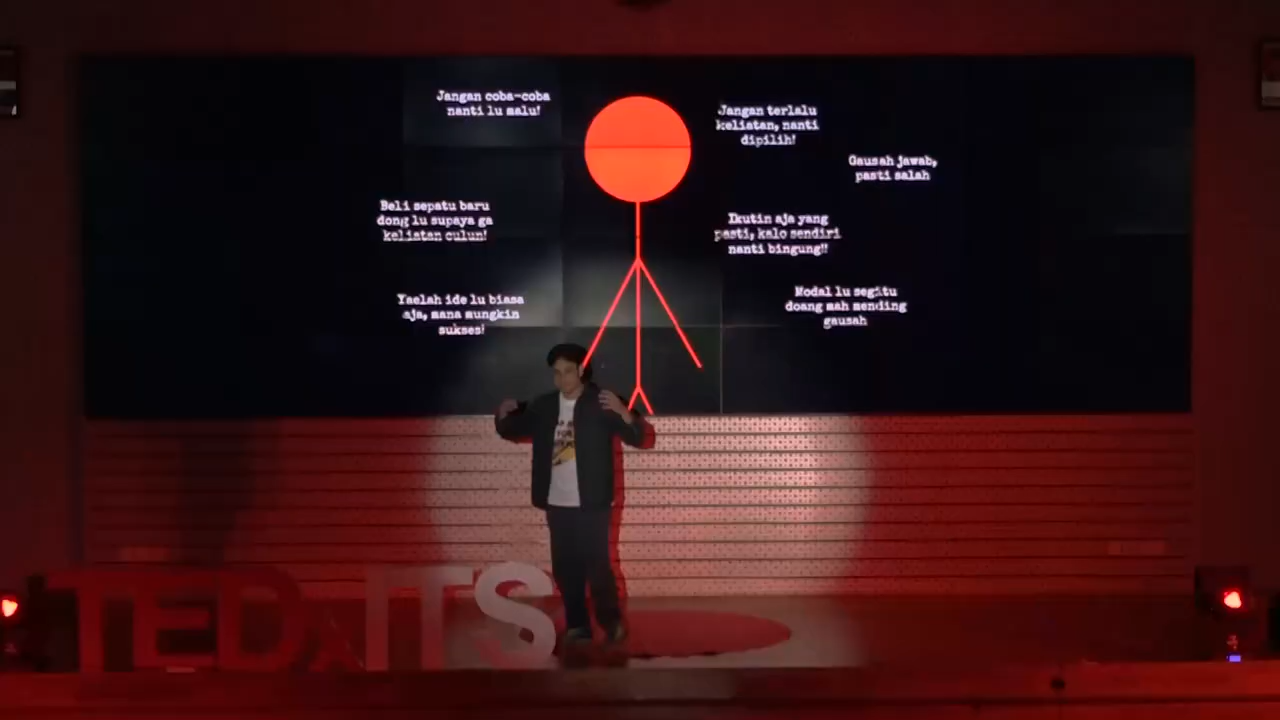 Jangan coba-coba
nanti lu malu!
Jangan terlalu
keliatan, nanti
dipilih!
Gausah jawab,
pasti salah
Beli sepatu baru
dong lu supaya ga
keliatan culun!
Ikutin aja yang
pasti, kalo sendiri
nanti bingung!!
Yaelah ide lu biasa
aja, mana mungkin
sukses!
Modal lu segitu
doang mah mending
gausah
TEDxITS